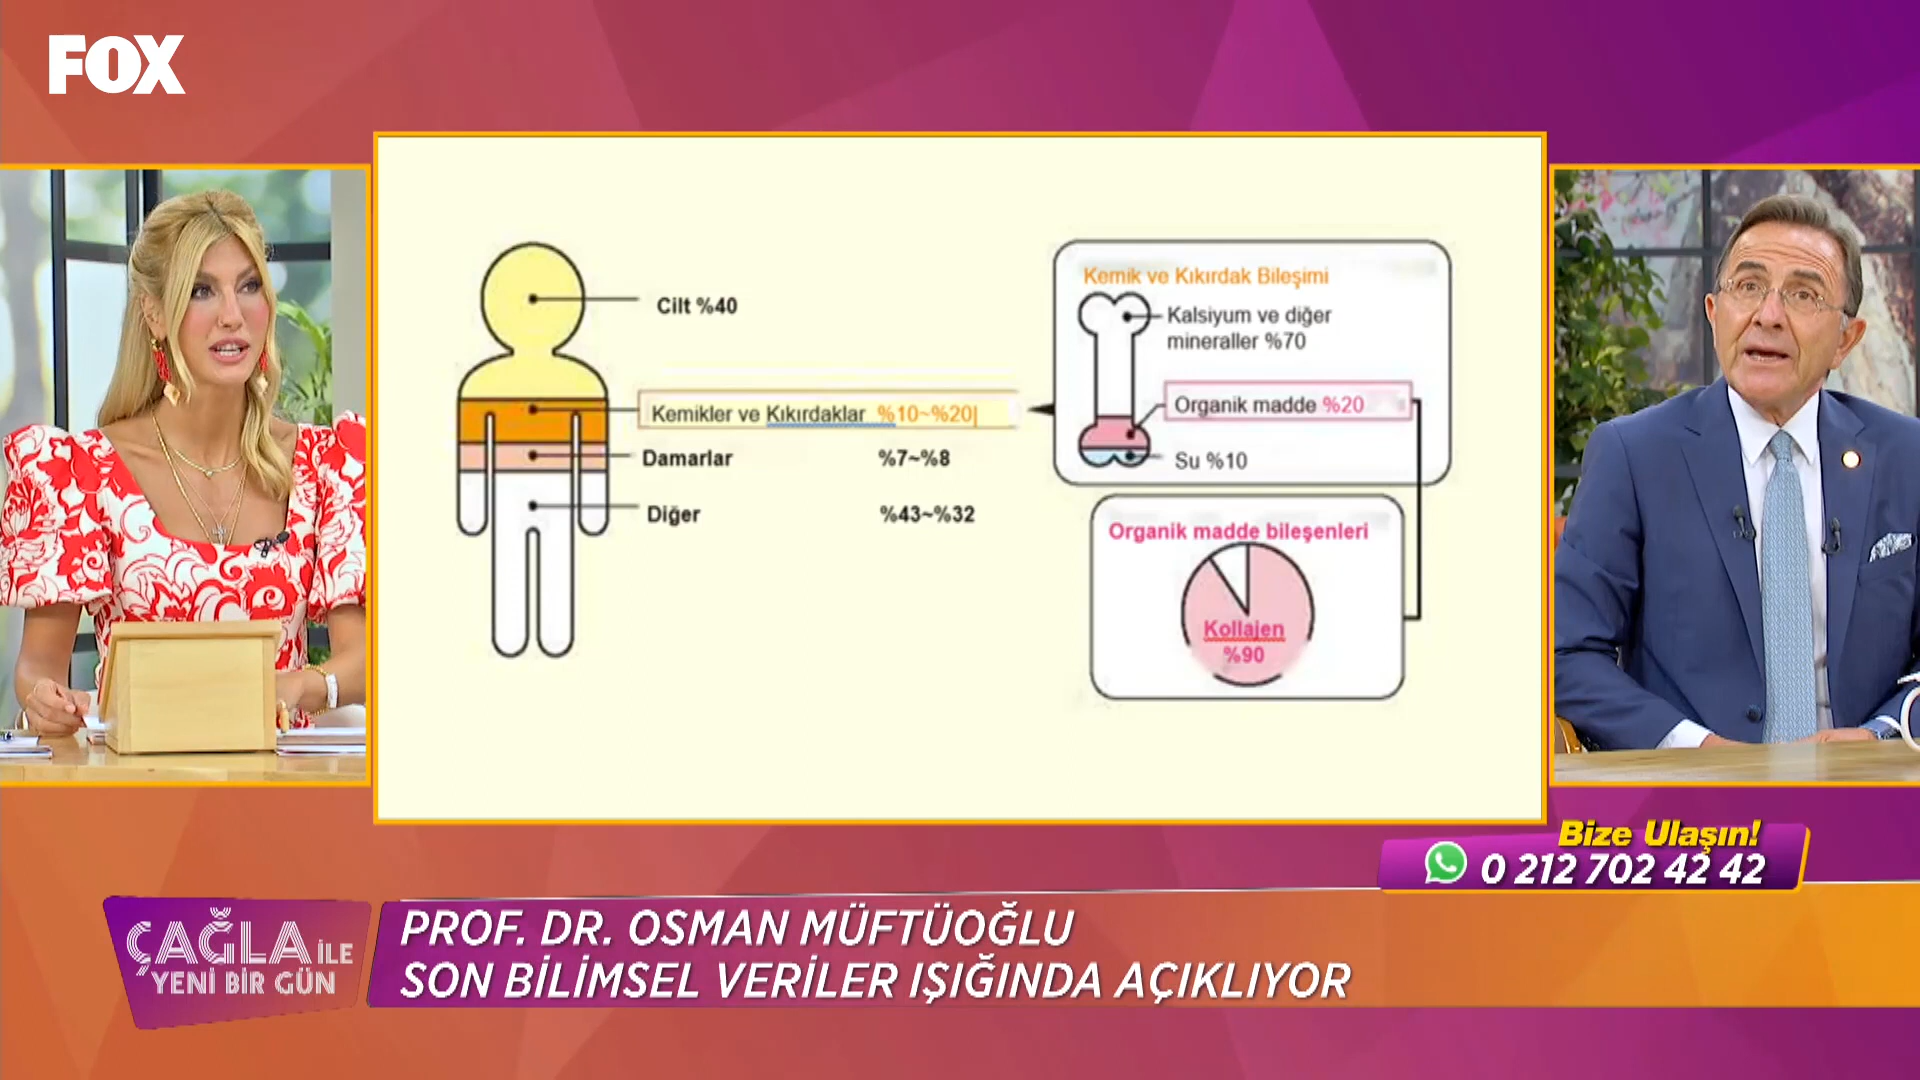 FOX
Cilt %40
Kemikler ve Kıkırdaklar %10~%20
Damarlar %7~%8
Diğer %43~%32
Kemik ve Kıkırdak Bileşimi
Kalsiyum ve diğer
mineraller %70
Organik madde %20
Su %10
Organik madde bileşenleri
Kollajen
%90
Bize Ulaşın!
0 212 702 42 42
ÇAĞLA İLE
YENİ BİR GÜN
PROF. DR. OSMAN MÜFTÜOĞLU
SON BİLİMSEL VERİLER IŞIĞINDA AÇIKLIYOR